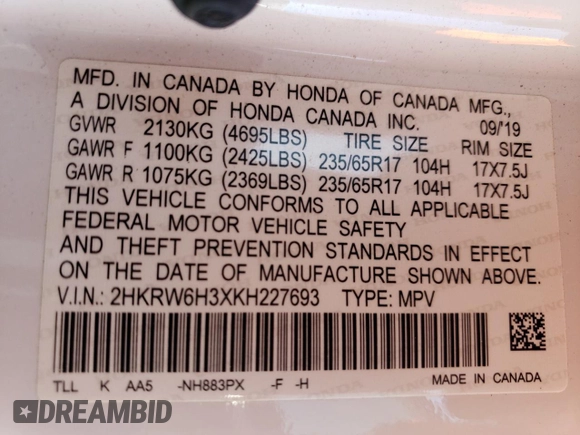 MFD. IN CANADA BY HONDA OF CANADA MFG.,
A DIVISION OF HONDA CANADA INC. 09/'19
GVWR 2130KG (4695LBS) TIRE SIZE RIM SIZE
GAWR F 1100KG (2425LBS) 235/65R17 104H 17X7.5J
GAWR R 1075KG (2369LBS) 235/65R17 104H 17X7.5J
THIS VEHICLE CONFORMS TO ALL APPLICABLE
FEDERAL MOTOR VEHICLE SAFETY
AND THEFT PREVENTION STANDARDS IN EFFECT
ON THE DATE OF MANUFACTURE SHOWN ABOVE.
V.I.N.: 2HKRW6H3XKH227693 TYPE: MPV
TLL K AA5 -NH883PX -F -H MADE IN CANADA
DREAMBID